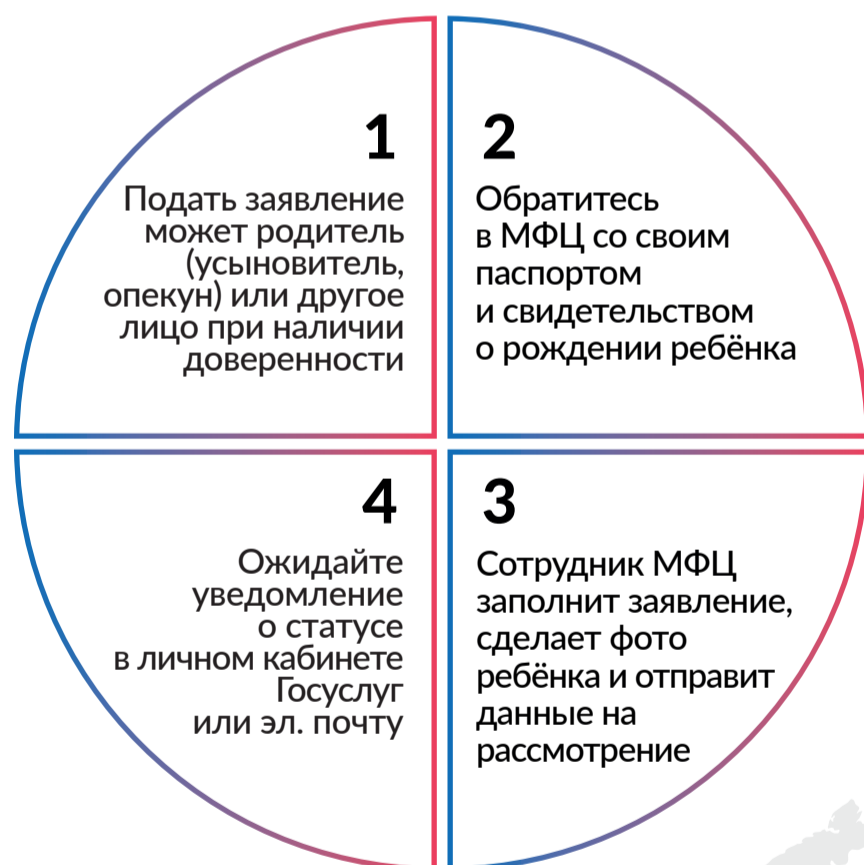 1
Подать заявление
может родитель
(усыновитель,
опекун) или другое
лицо при наличии
доверенности
2
Обратитесь
в МФЦ со своим
паспортом
и свидетельством
о рождении ребёнка
3
Сотрудник МФЦ
заполнит заявление,
сделает фото
ребёнка и отправит
данные на
рассмотрение
4
Ожидайте
уведомление
о статусе
в личном кабинете
Госуслуг
или эл. почту